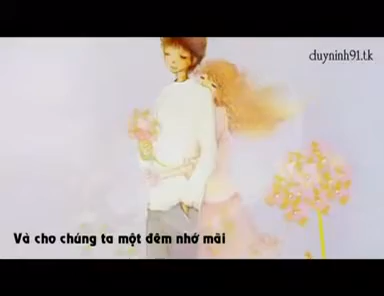 duyninh91.tk
Và cho chúng ta một đêm nhớ mãi